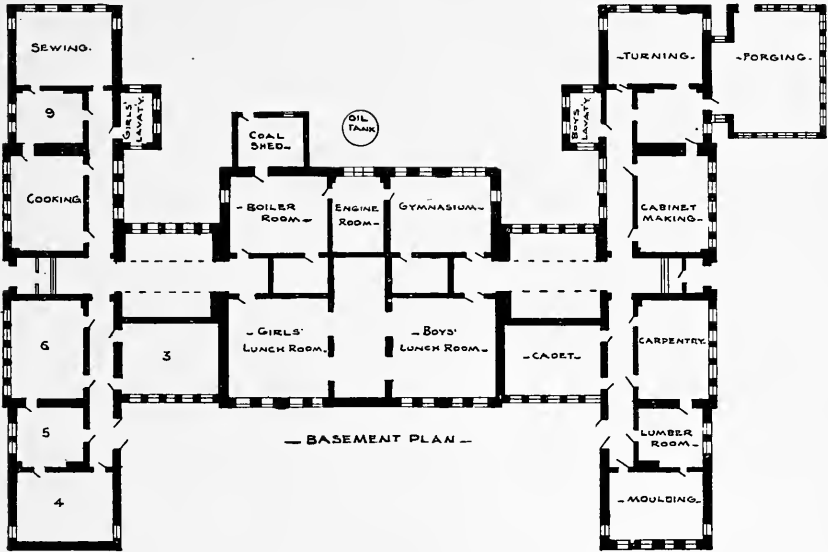 SEWING.
TURNING
FORGING.
9
GIRLS'
LAVATY.
OIL
TANK
BOYS'
LAVATY.
COAL
SHED
COOKING
BOILER
ROOM
ENGINE
ROOM
GYMNASIUM
CABINET
MAKING
6
3
GIRLS'
LUNCH ROOM
BOYS'
LUNCH ROOM
CADET
CARPENTRY.
5
BASEMENT PLAN
LUMBER
ROOM
4
MOULDING